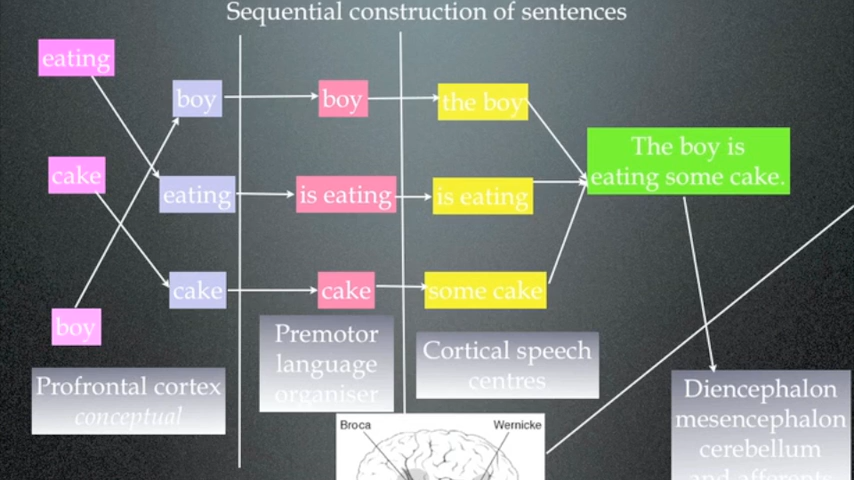 Sequential construction of sentences
eating
cake
boy
boy
eating
cake
boy
is eating
cake
the boy
is eating
some cake
The boy is
eating some cake.
Profrontal cortex
conceptual
Premotor
language
organiser
Cortical speech
centres
Broca
Wernicke
Diencephalon
mesencephalon
cerebellum
and afferents